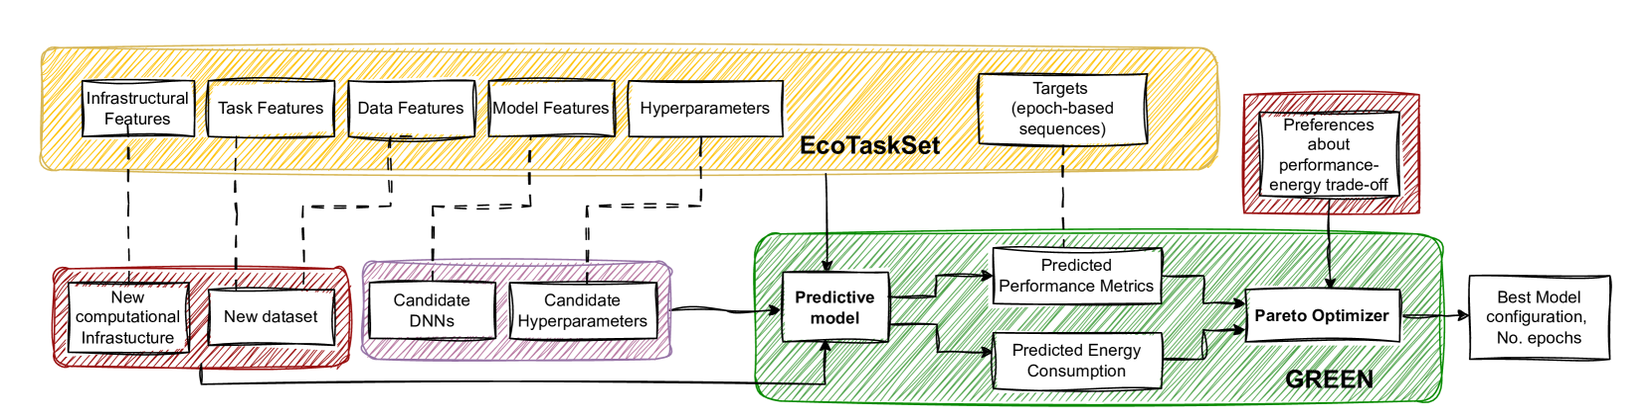 Infrastructural
Features
Task Features
Data Features
Model Features
Hyperparameters
Targets
(epoch-based
sequences)
EcoTaskSet
Preferences
about
performance-
energy trade-off
New
computational
Infrastucture
New dataset
Candidate
DNNs
Candidate
Hyperparameters
Predictive
model
Predicted
Performance Metrics
Predicted Energy
Consumption
Pareto Optimizer
GREEN
Best Model
configuration,
No. epochs